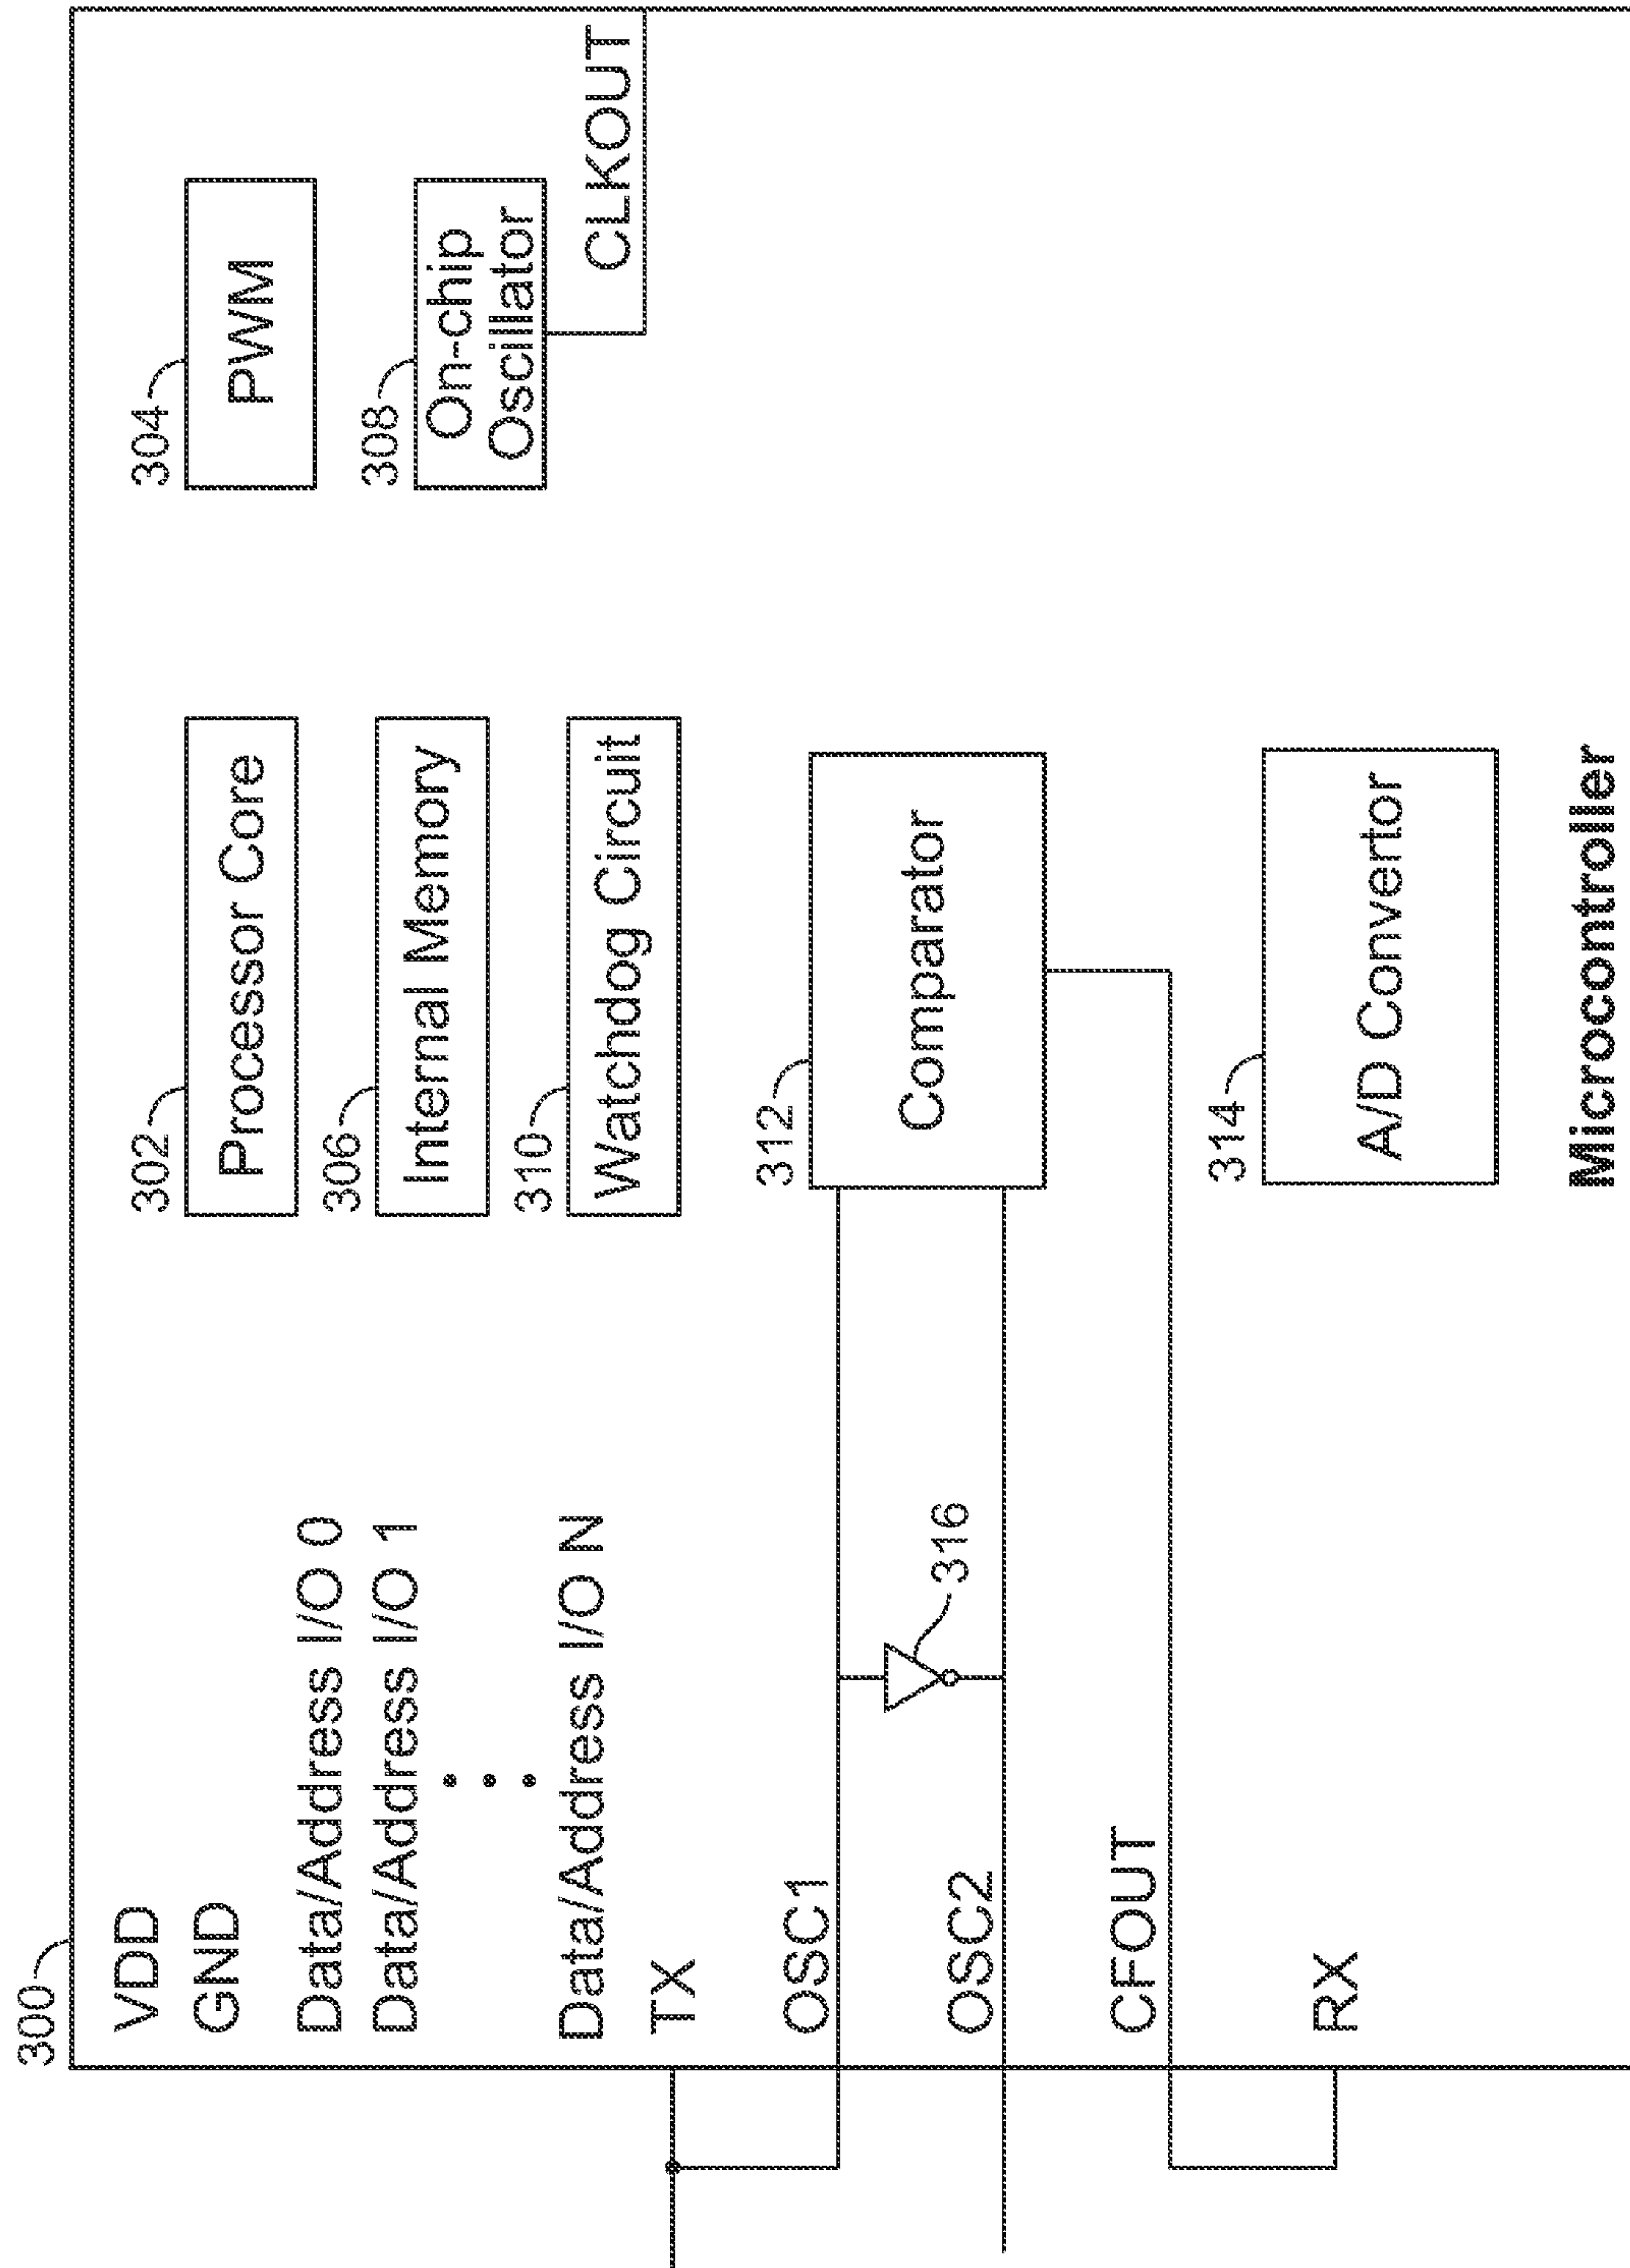 300
VDD
GND
Data/Address I/O 0
Data/Address I/O 1
Data/Address I/O N
TX
OSC1
OSC2
CFOUT
RX
316
302
Processor Core
306
Internal Memory
310
Watchdog Circuit
312
Comparator
314
A/D Convertor
Microcontroller
304
PWM
308
On-chip
Oscillator
CLKOUT